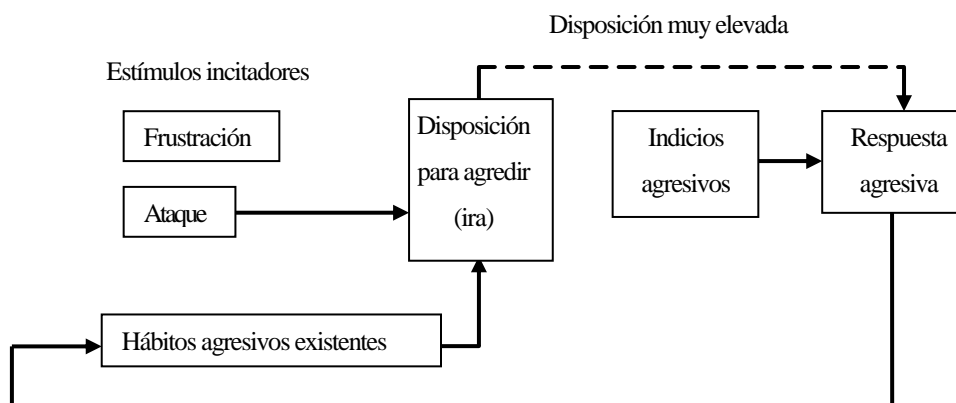 Disposición muy elevada
Estímulos incitadores
Frustración
Ataque
Disposición
para agredir
(ira)
Indicios
agresivos
Respuesta
agresiva
Hábitos agresivos existentes